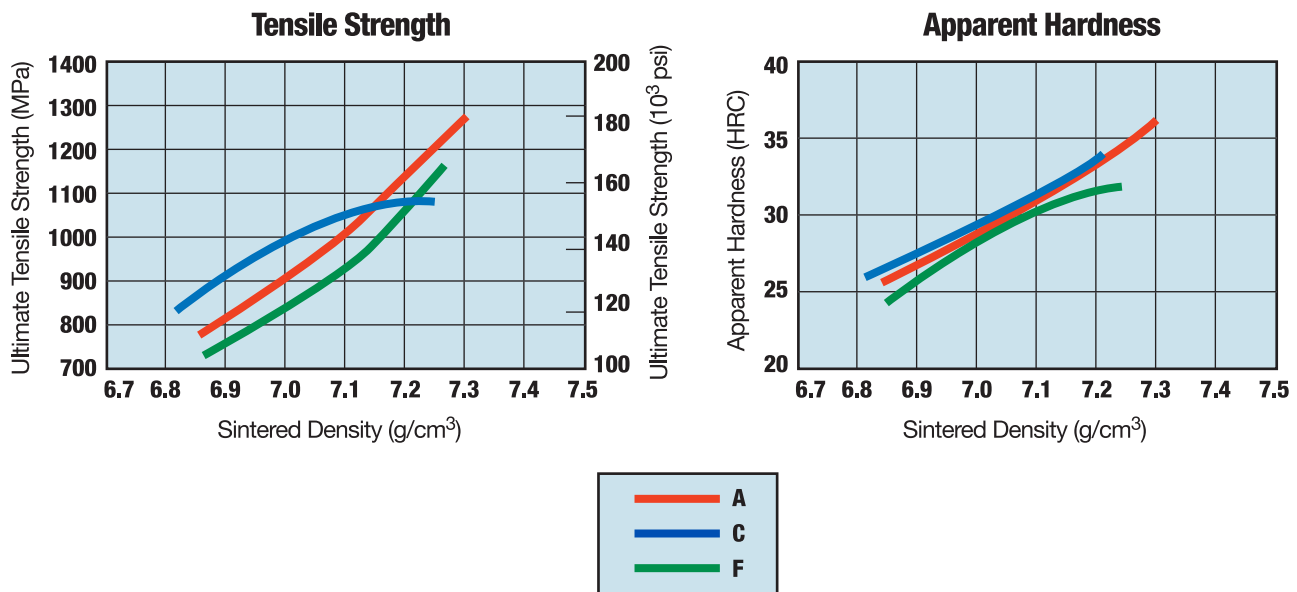 Tensile Strength
Ultimate Tensile Strength (MPa)
1400
1300
1200
1100
1000
900
800
700
200
180
160
140
120
100
Ultimate Tensile Strength (10³ psi)
6.7 6.8 6.9 7.0 7.1 7.2 7.3 7.4 7.5
Sintered Density (g/cm³)
Apparent Hardness
Apparent Hardness (HRC)
40
35
30
25
20
6.7 6.8 6.9 7.0 7.1 7.2 7.3 7.4 7.5
Sintered Density (g/cm³)
A
C
F